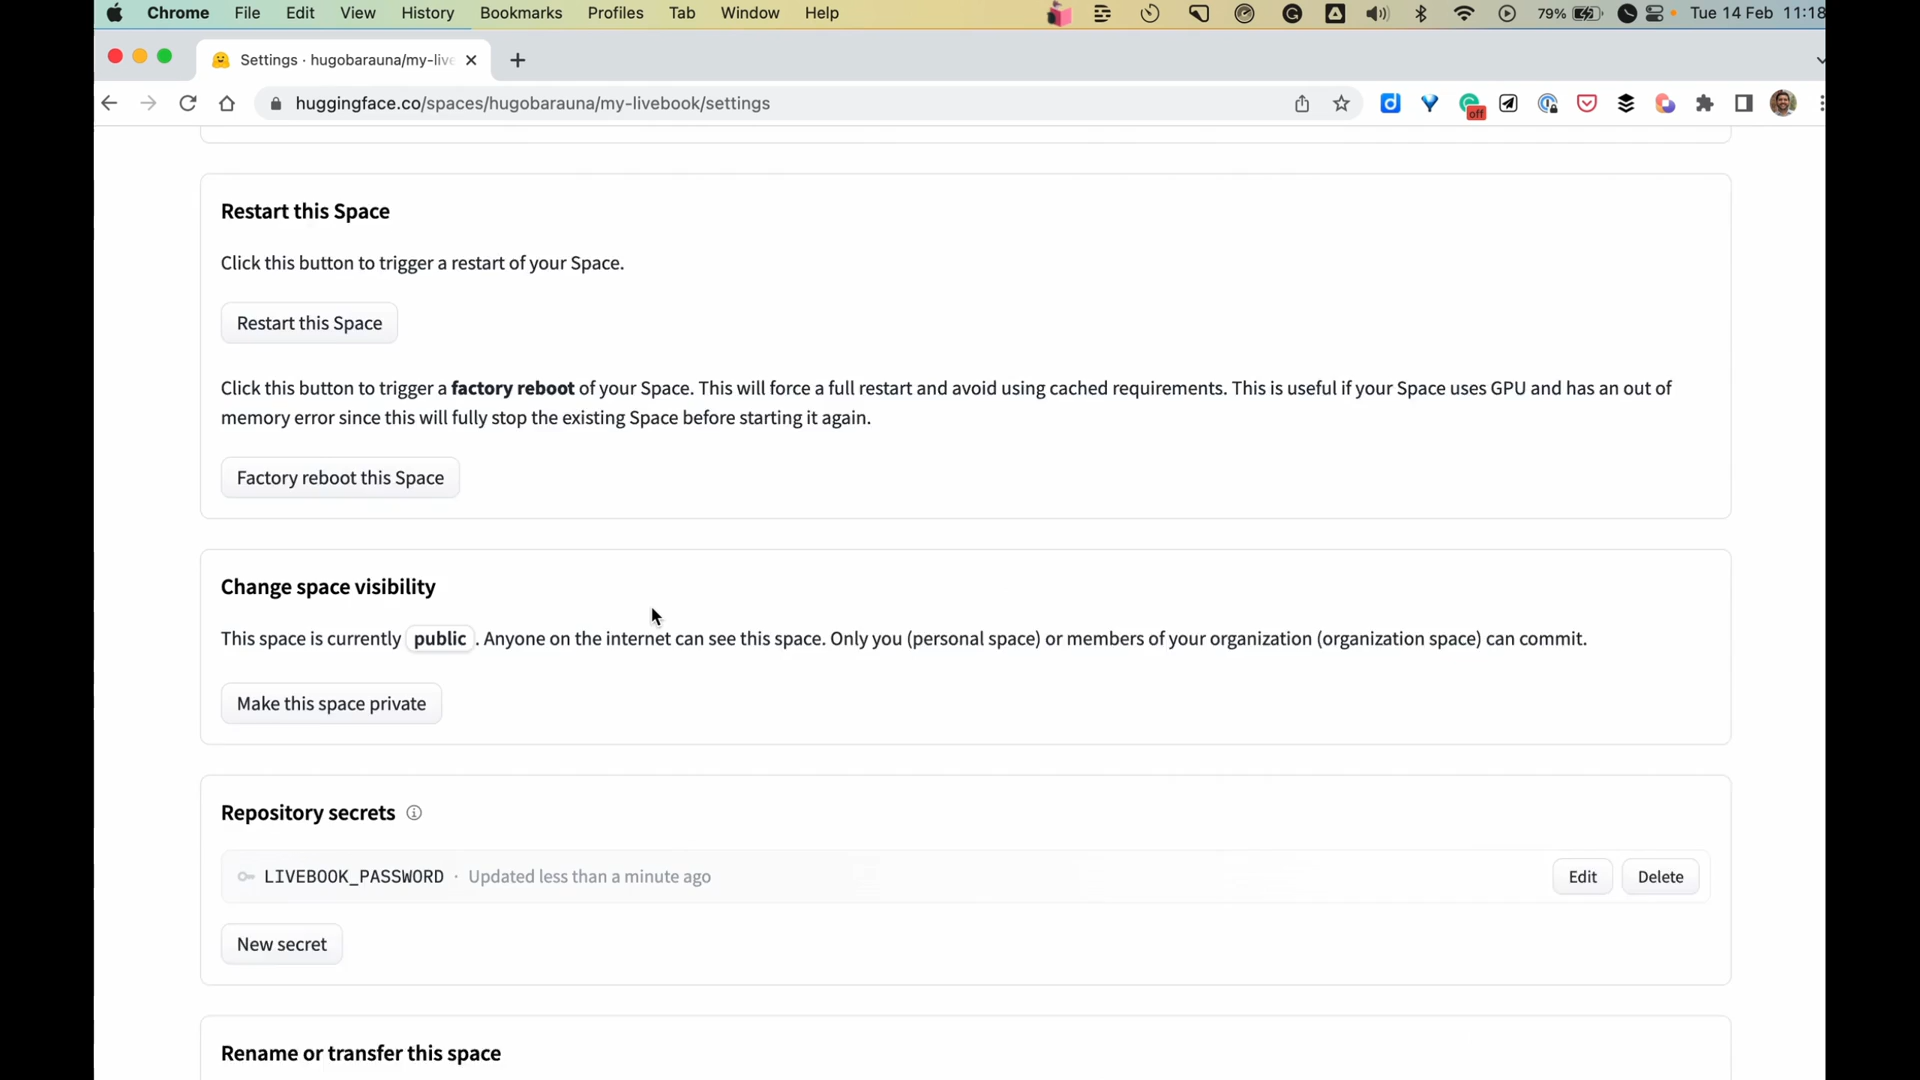 Chrome File Edit View History Bookmarks Profiles Tab Window Help 79% Tue 14 Feb 11:18
Settings · hugobarauna/my-live
huggingface.co/spaces/hugobarauna/my-livebook/settings
off
Restart this Space
Click this button to trigger a restart of your Space.
Restart this Space
Click this button to trigger a factory reboot of your Space. This will force a full restart and avoid using cached requirements. This is useful if your Space uses GPU and has an out of
memory error since this will fully stop the existing Space before starting it again.
Factory reboot this Space
Change space visibility
This space is currently public. Anyone on the internet can see this space. Only you (personal space) or members of your organization (organization space) can commit.
Make this space private
Repository secrets
LIVEBOOK_PASSWORD · Updated less than a minute ago Edit Delete
New secret
Rename or transfer this space